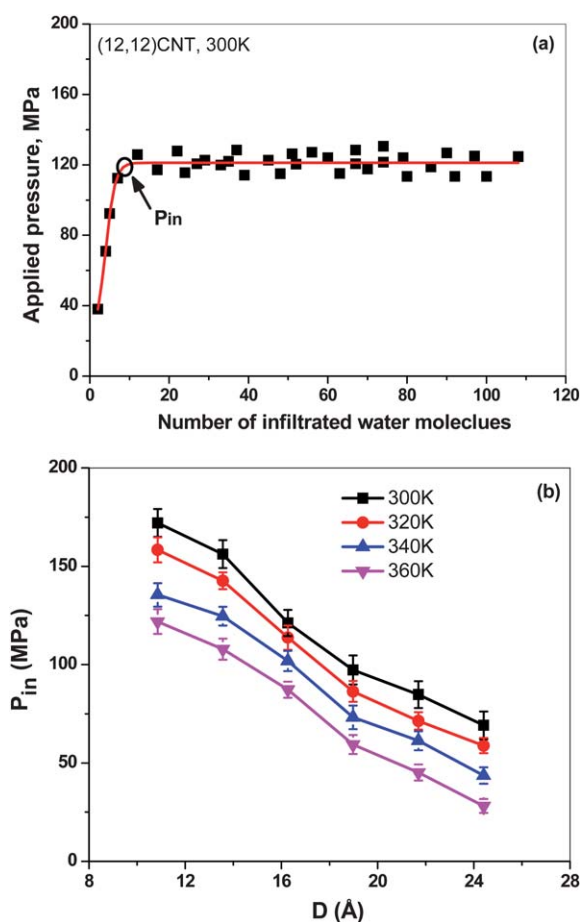 (12,12)CNT, 300K
(a)
200
160
120
80
40
0
Applied pressure, MPa
Pin
0 20 40 60 80 100 120
Number of infiltrated water moleclues
(b)
300K
320K
340K
360K
200
150
100
50
0
Pin (MPa)
8 12 16 20 24 28
D (Å)